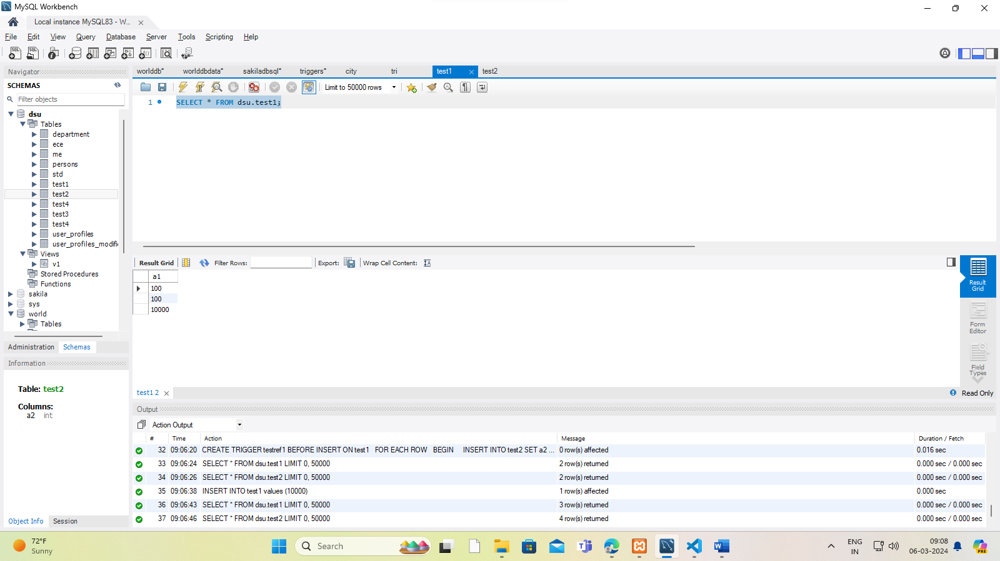 MySQL Workbench
Local instance MySQL83 - W...
File Edit View Query Database Server Tools Scripting Help
Navigator
SCHEMAS
Filter objects
dsu
Tables
department
ece
me
persons
std
test1
test2
test4
test3
test4
user_profiles
user_profiles_modifi
Views
v1
Stored Procedures
Functions
sakila
sys
world
Tables
Administration Schemas
Information
Table: test2
Columns:
a2 int
Object Info Session
worlddb* worlddbdata* sakiladbsql* triggers* city tri test1 test2
Limit to 50000 rows
1 SELECT * FROM dsu.test1;
Result Grid Filter Rows: Export: Wrap Cell Content:
a1
100
100
10000
Result
Grid
Form
Editor
Field
Types
test1 2
Read Only
Output
Action Output
# Time Action Message Duration / Fetch
32 09:06:20 CREATE TRIGGER testref1 BEFORE INSERT ON test1 FOR EACH ROW BEGIN INSERT INTO test2 SET a2 ... 0 row(s) affected 0.016 sec
33 09:06:24 SELECT * FROM dsu.test1 LIMIT 0, 50000 2 row(s) returned 0.000 sec / 0.000 sec
34 09:06:26 SELECT * FROM dsu.test2 LIMIT 0, 50000 2 row(s) returned 0.000 sec / 0.000 sec
35 09:06:38 INSERT INTO test1 values (10000) 1 row(s) affected 0.000 sec
36 09:06:43 SELECT * FROM dsu.test1 LIMIT 0, 50000 3 row(s) returned 0.000 sec / 0.000 sec
37 09:06:46 SELECT * FROM dsu.test2 LIMIT 0, 50000 4 row(s) returned 0.000 sec / 0.000 sec
72°F
Sunny
Search
ENG
IN
09:08
06-03-2024
PRE